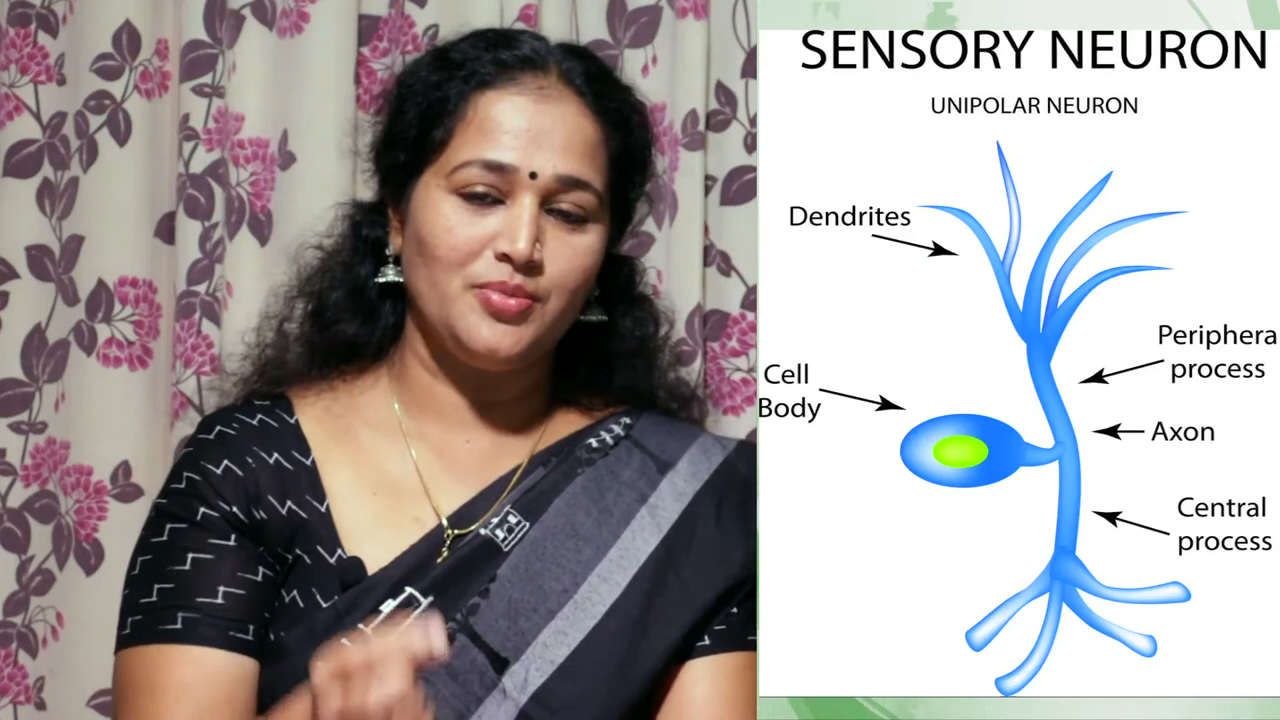 SENSORY NEURON
UNIPOLAR NEURON
Dendrites
Periphera
process
Cell
Body
Axon
Central
process